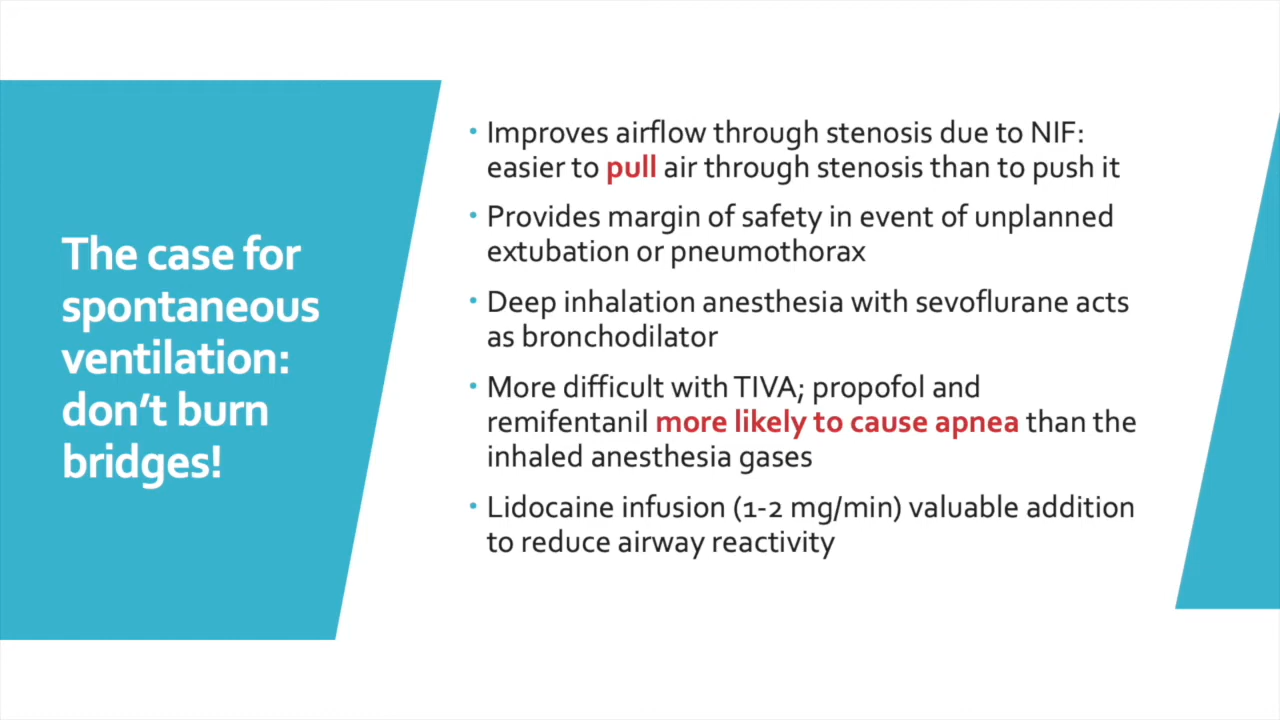 The case for
spontaneous
ventilation:
don’t burn
bridges!
• Improves airflow through stenosis due to NIF:
easier to pull air through stenosis than to push it
• Provides margin of safety in event of unplanned
extubation or pneumothorax
• Deep inhalation anesthesia with sevoflurane acts
as bronchodilator
• More difficult with TIVA; propofol and
remifentanil more likely to cause apnea than the
inhaled anesthesia gases
• Lidocaine infusion (1-2 mg/min) valuable addition
to reduce airway reactivity